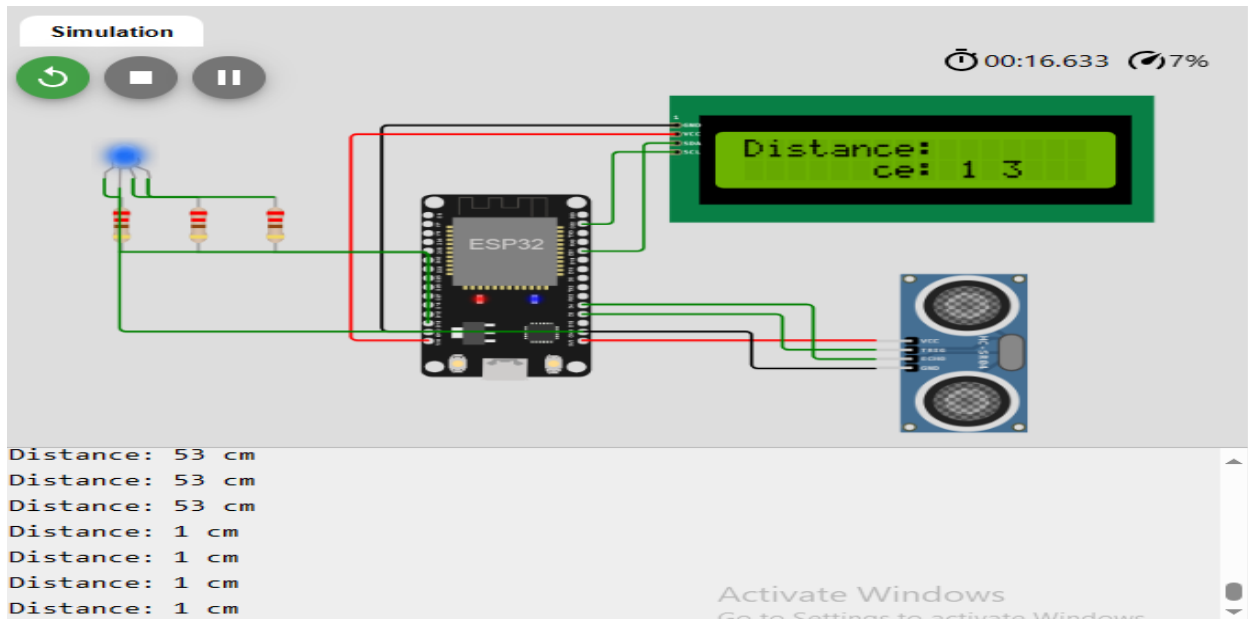 Simulation
00:16.633 7%
GND
VCC
SDA
SCL
Distance:
ce: 1 3
ESP32
HC-SR04
VCC
TRIG
ECHO
GND
Distance: 53 cm
Distance: 53 cm
Distance: 53 cm
Distance: 1 cm
Distance: 1 cm
Distance: 1 cm
Distance: 1 cm
Activate Windows
Go to Settings to activate Windows